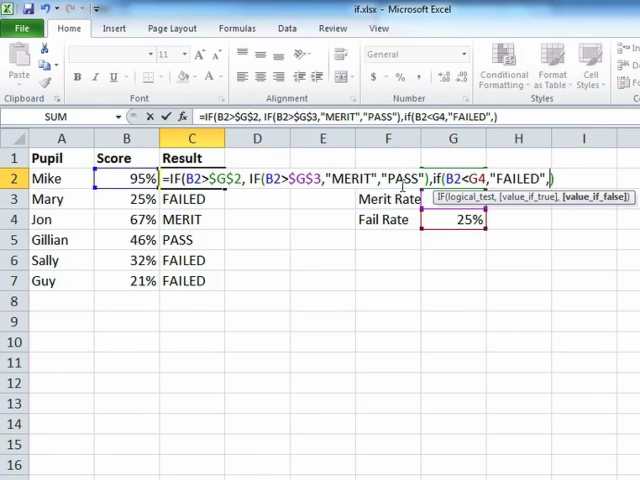 if.xlsx - Microsoft Excel
File Home Insert Page Layout Formulas Data Review View
Paste
Clipboard
11
B I U
Font
Alignment
General
% ,
Number
Conditional Formatting
Format as Table
Cell Styles
Styles
SUM =IF(B2>$G$2, IF(B2>$G$3,"MERIT","PASS"),if(B2<G4,"FAILED",)
A B C D E F G H I
1 Pupil Score Result
2 Mike 95% =IF(B2>$G$2, IF(B2>$G$3,"MERIT","PASS"),if(B2<G4,"FAILED",)
IF(logical_test, [value_if_true], [value_if_false])
3 Mary 25% FAILED Merit Rate
4 Jon 67% MERIT Fail Rate 25%
5 Gillian 46% PASS
6 Sally 32% FAILED
7 Guy 21% FAILED
8
9
10
11
12
13
14
15
16